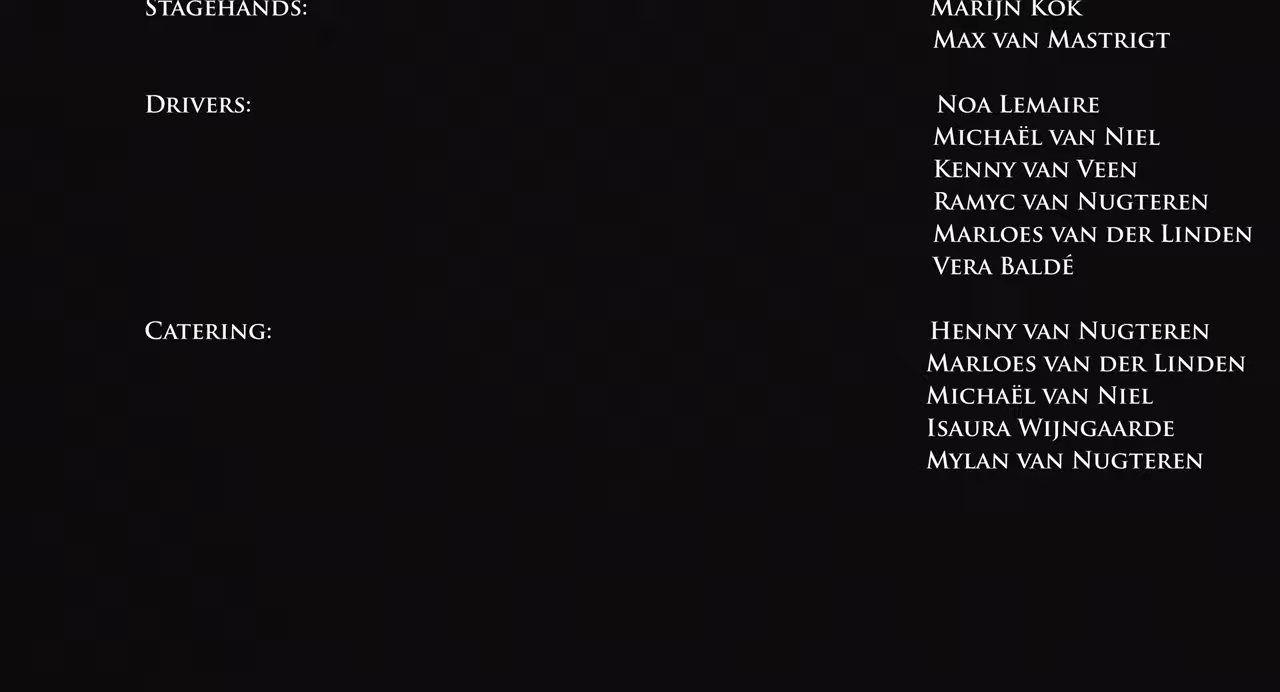 Stagehands: Marijn Kok
Max van Mastrigt
Drivers: Noa Lemaire
Michaël van Niel
Kenny van Veen
Ramyc van Nugteren
Marloes van der Linden
Vera Baldé
Catering: Henny van Nugteren
Marloes van der Linden
Michaël van Niel
Isaura Wijngaarde
Mylan van Nugteren